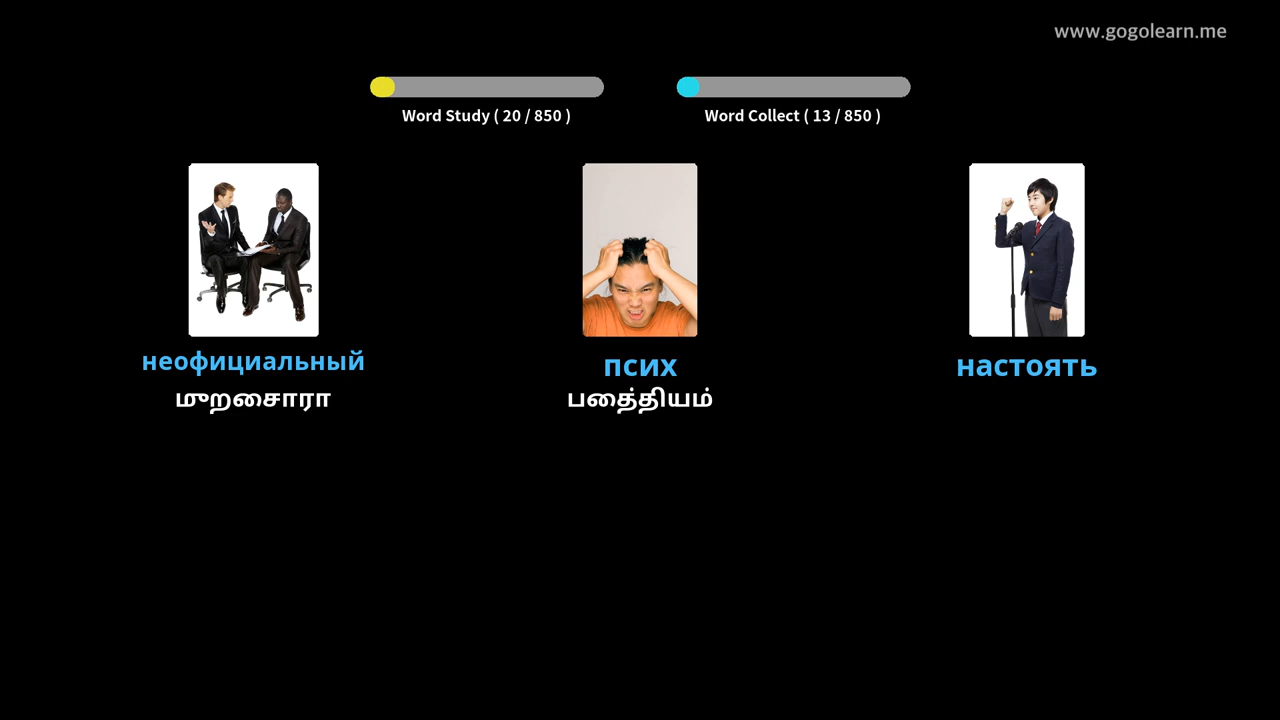 www.gogolearn.me
Word Study ( 20 / 850 )
Word Collect ( 13 / 850 )
неофициальный
псих
настоять
முறைசாரா
பைத்தியம்